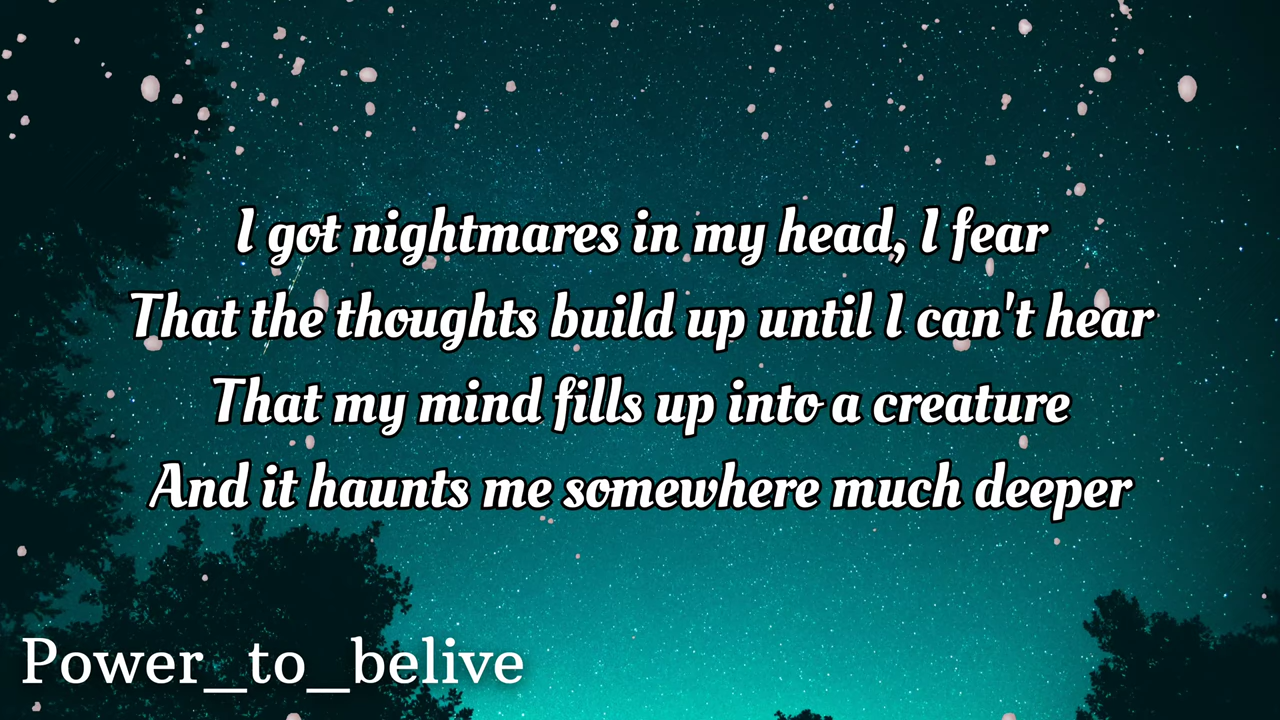 I got nightmares in my head, I fear
That the thoughts build up until I can't hear
That my mind fills up into a creature
And it haunts me somewhere much deeper
Power_to_belive